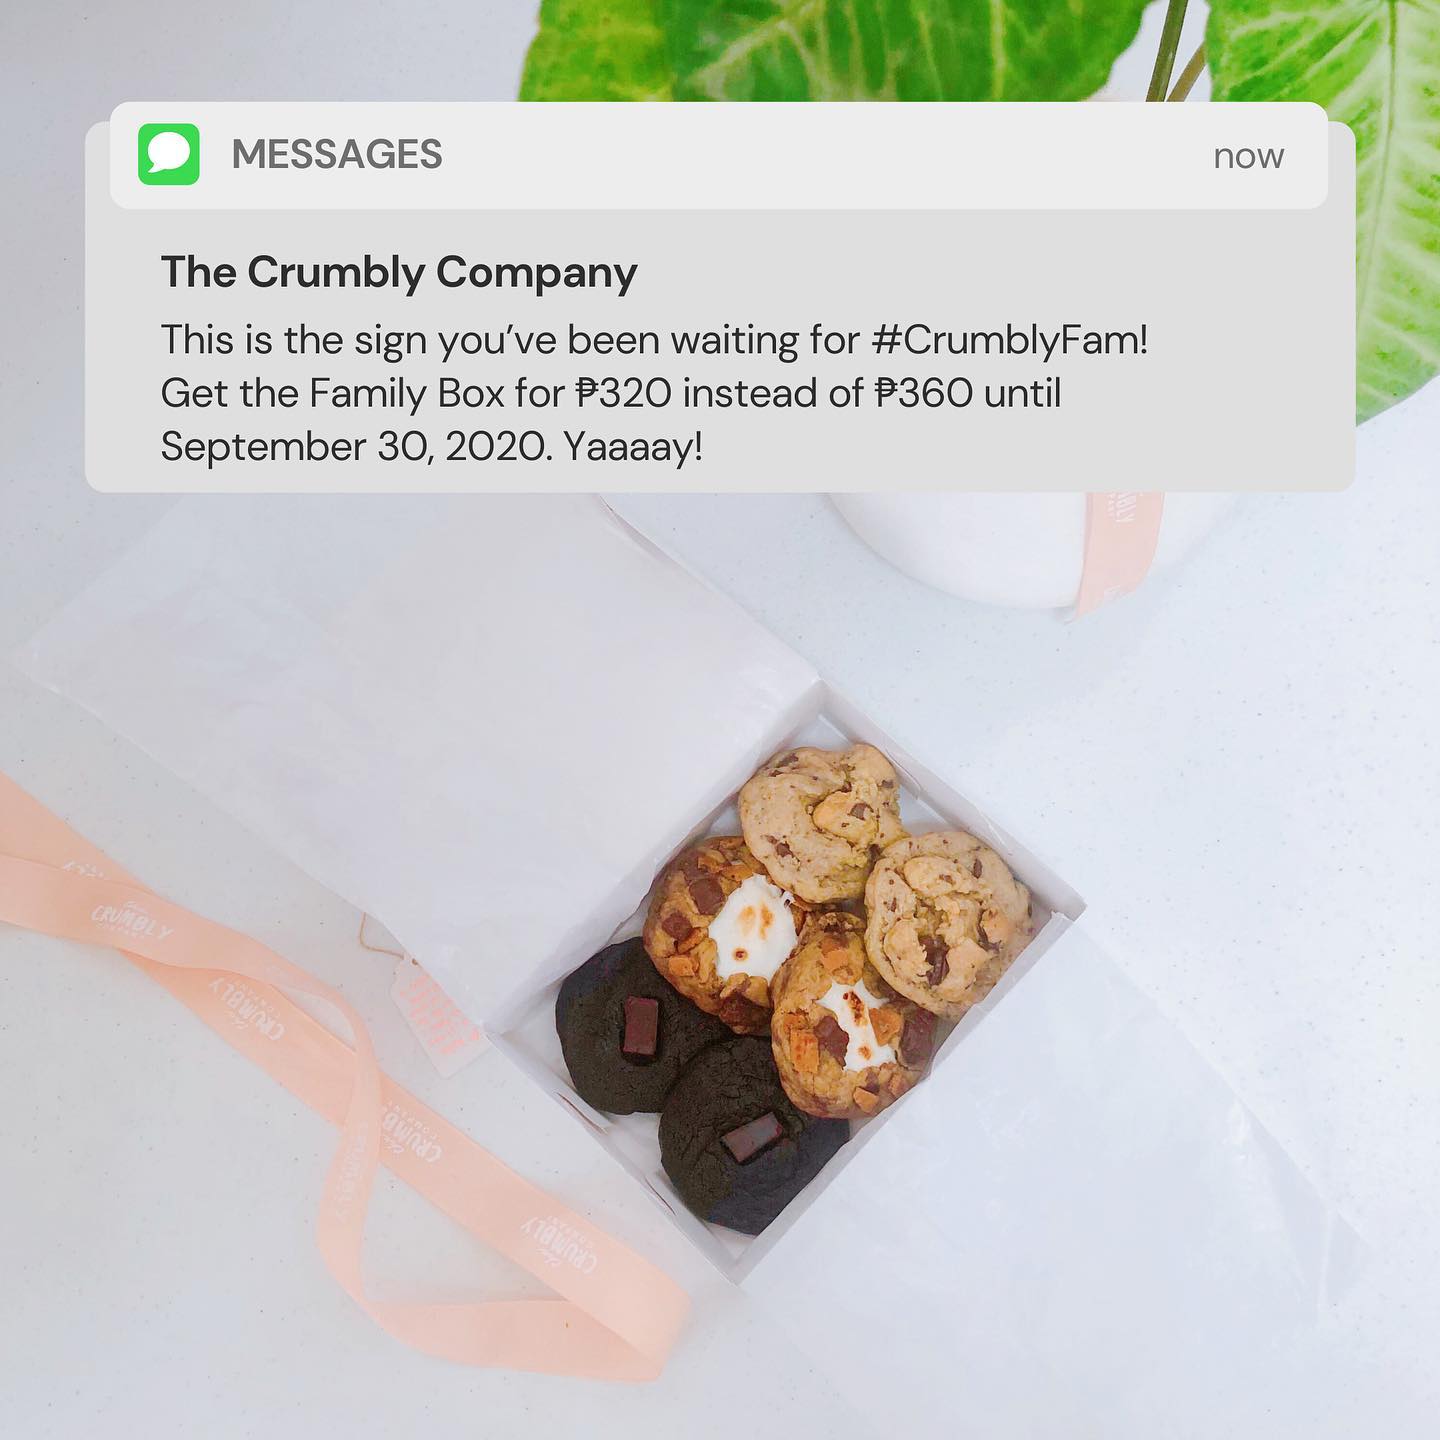 MESSAGES
now
The Crumbly Company
This is the sign you’ve been waiting for #CrumblyFam!
Get the Family Box for ₱320 instead of ₱360 until
September 30, 2020. Yaaaay!
CRUMBLY
CRUMBLY
CRUMBLY
CRUMBLY